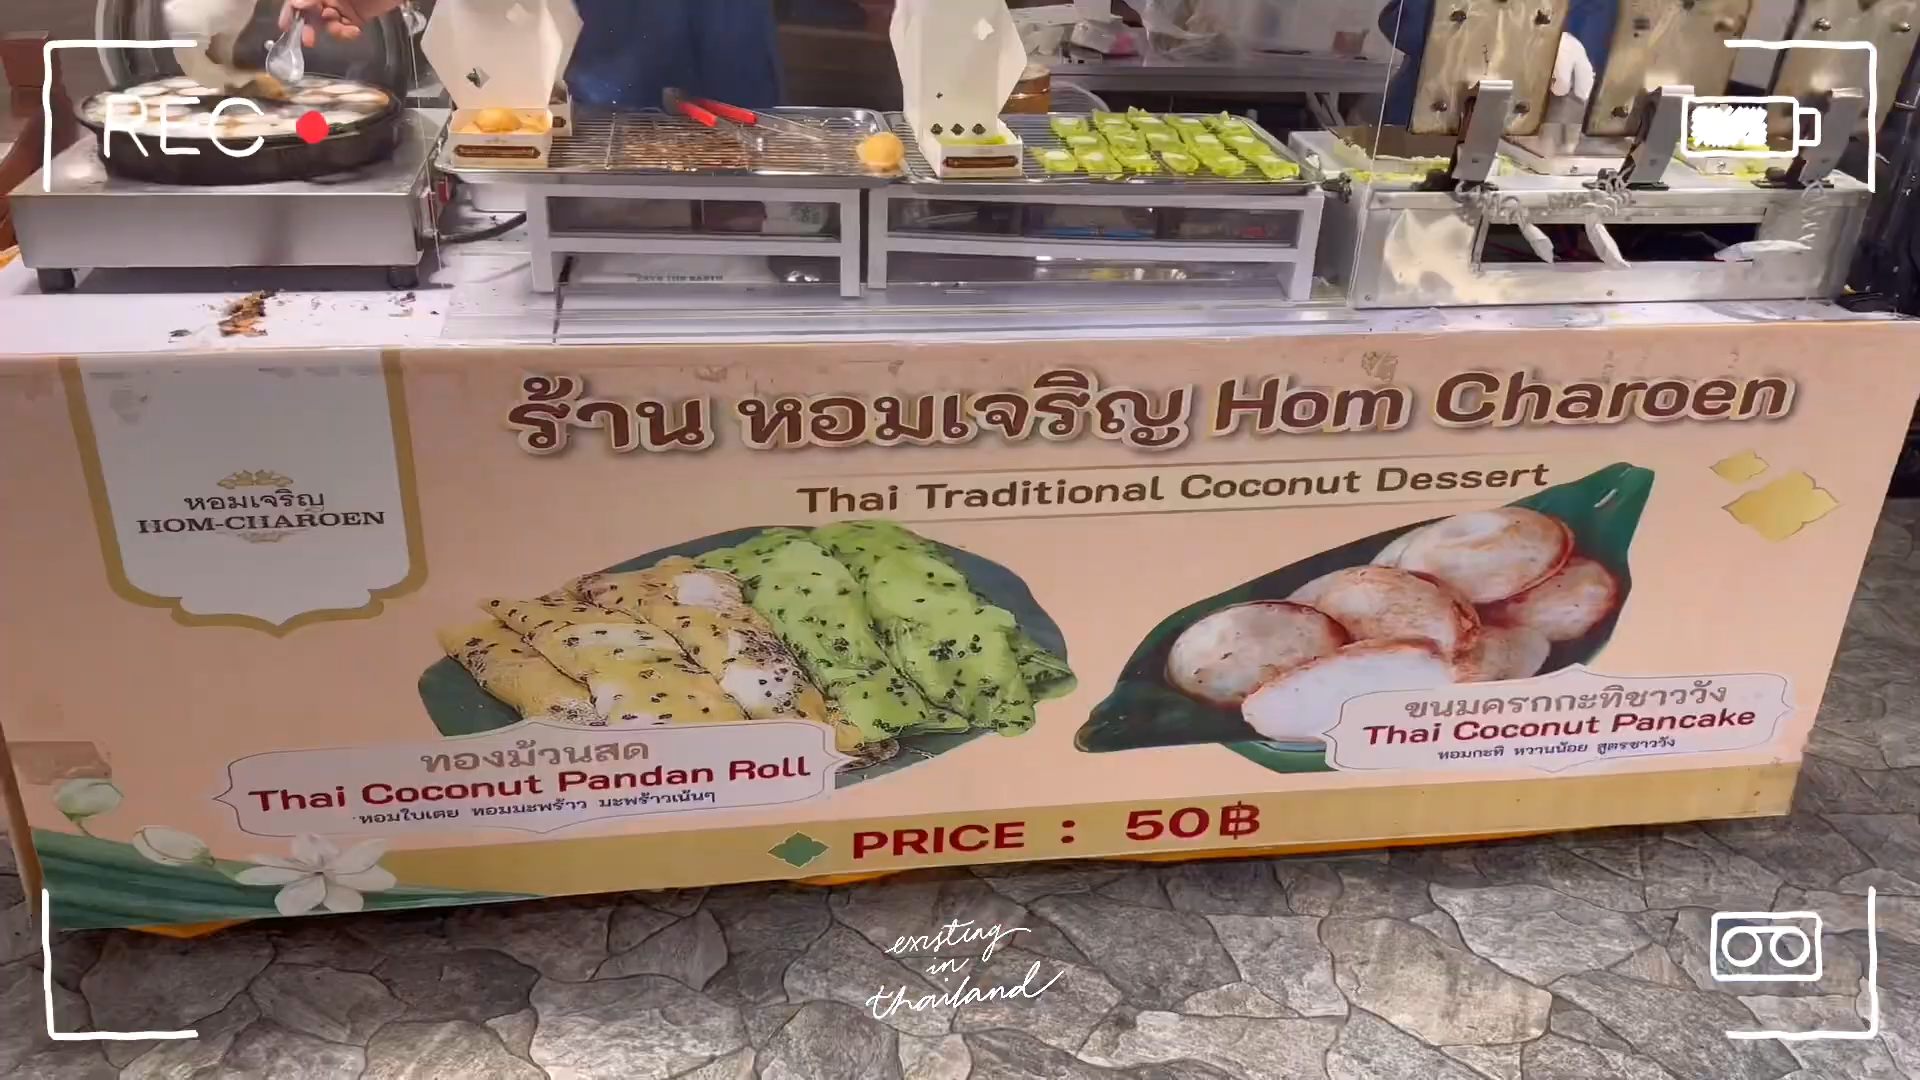 REC
ร้าน หอมเจริญ Hom Charoen
Thai Traditional Coconut Dessert
หอมเจริญ
HOM-CHAROEN
ทองม้วนสด
Thai Coconut Pandan Roll
หอมใบเตย หอมมะพร้าว มะพร้าวเน้นๆ
ขนมครกกะทิชาววัง
Thai Coconut Pancake
หอมกะทิ หวานน้อย สูตรชาววัง
PRICE : 50฿
existing
in
thailand